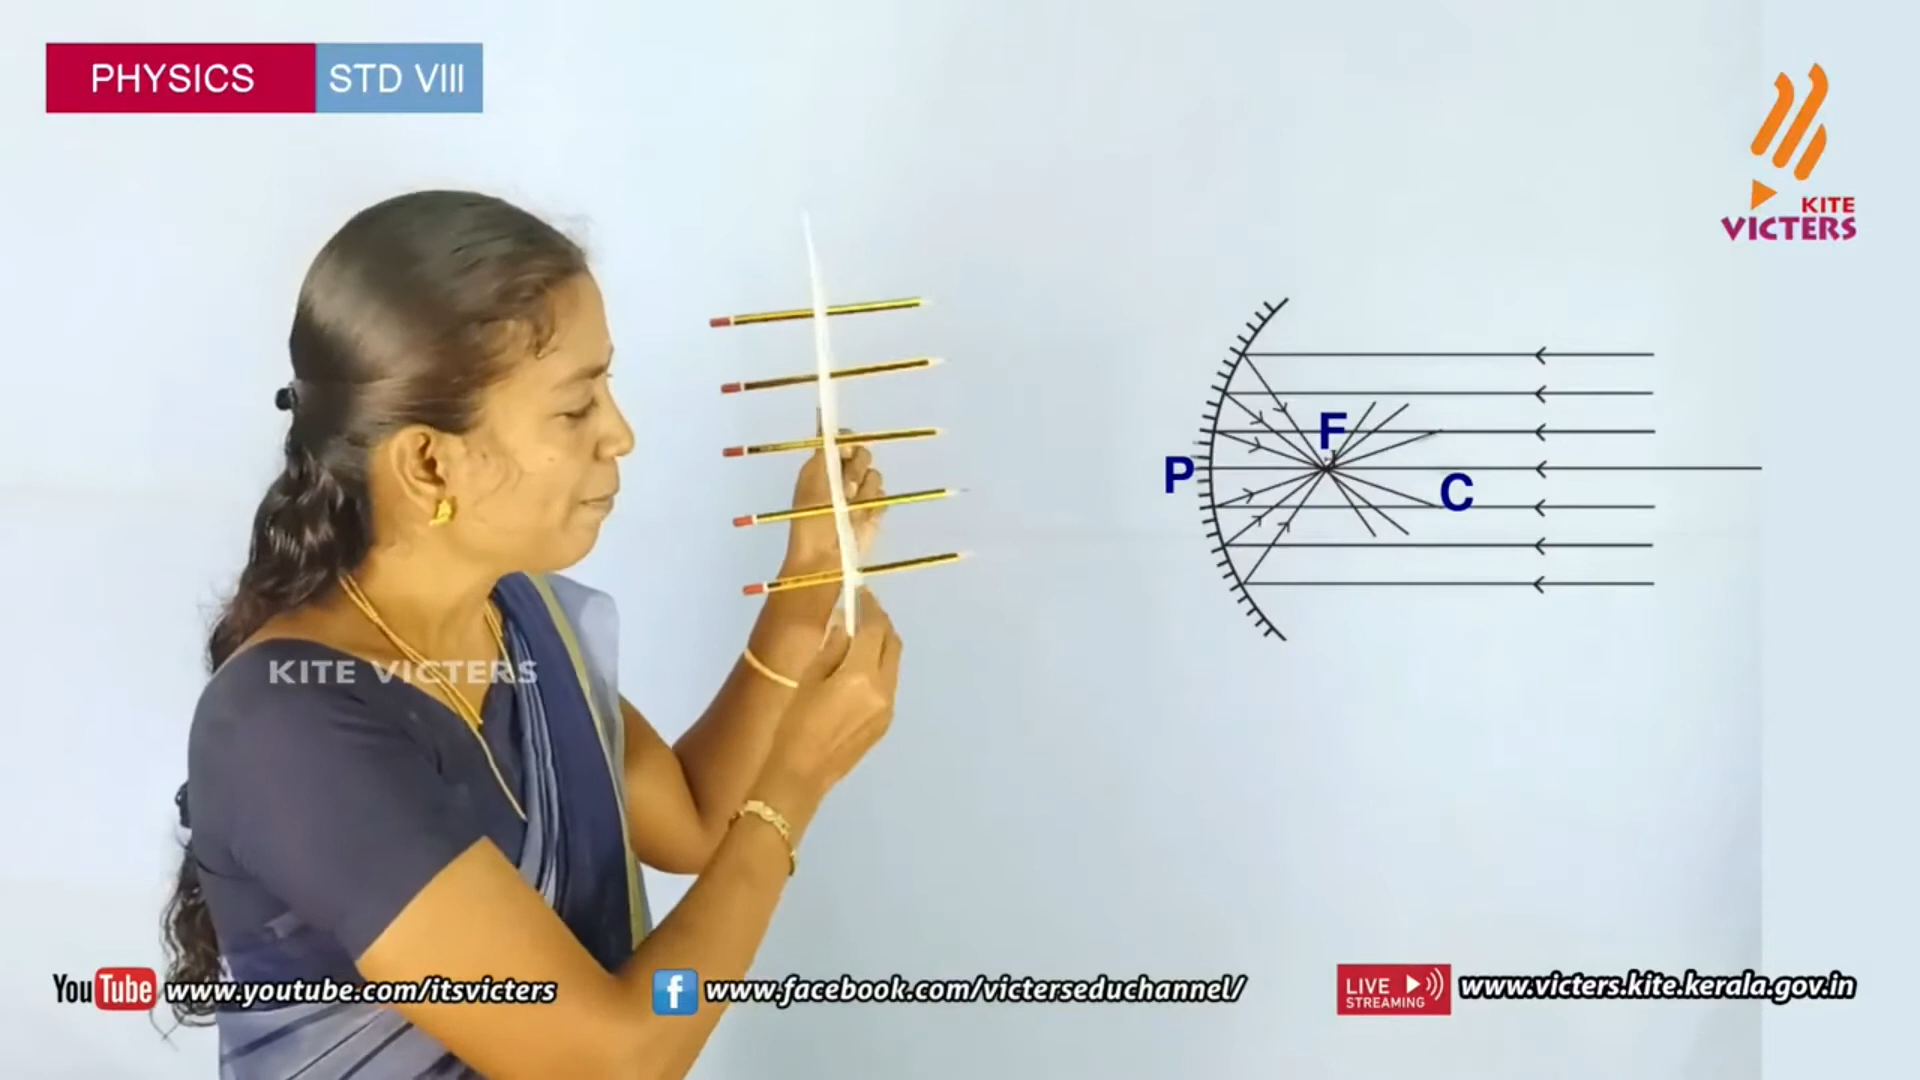 PHYSICS STD VIII
KITE
VICTERS
F
P
C
KITE VICTERS
YouTube www.youtube.com/itsvicters
f www.facebook.com/victerseduchannel/
LIVE
STREAMING
www.victers.kite.kerala.gov.in